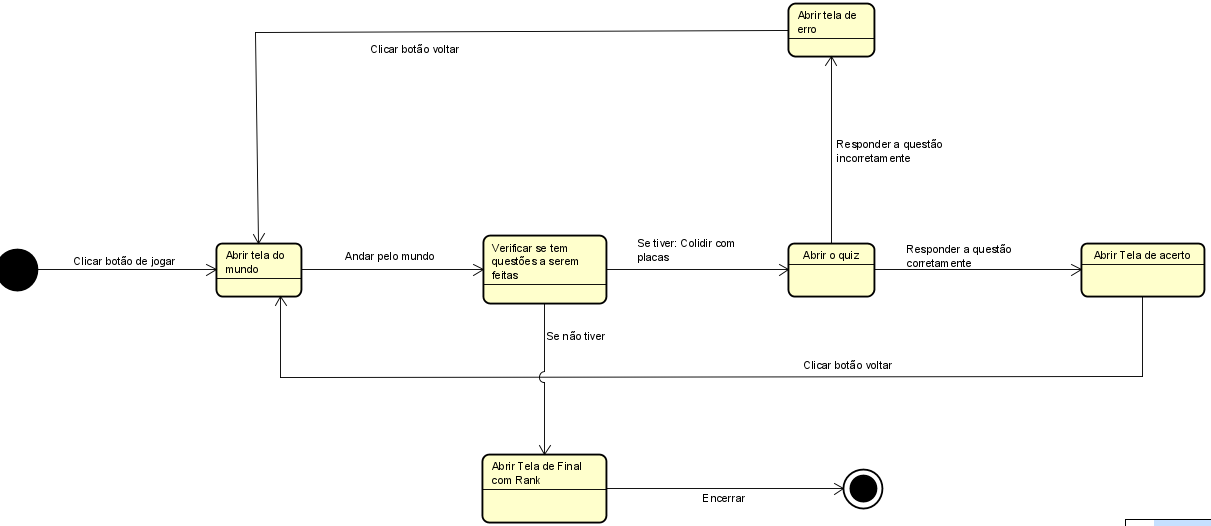 Abrir tela de
erro
Clicar botão voltar
Responder a questão
incorretamente
Clicar botão de jogar
Abrir tela do
mundo
Andar pelo mundo
Verificar se tem
questões a serem
feitas
Se tiver: Colidir com
placas
Abrir o quiz
Responder a questão
corretamente
Abrir Tela de acerto
Se não tiver
Clicar botão voltar
Abrir Tela de Final
com Rank
Encerrar